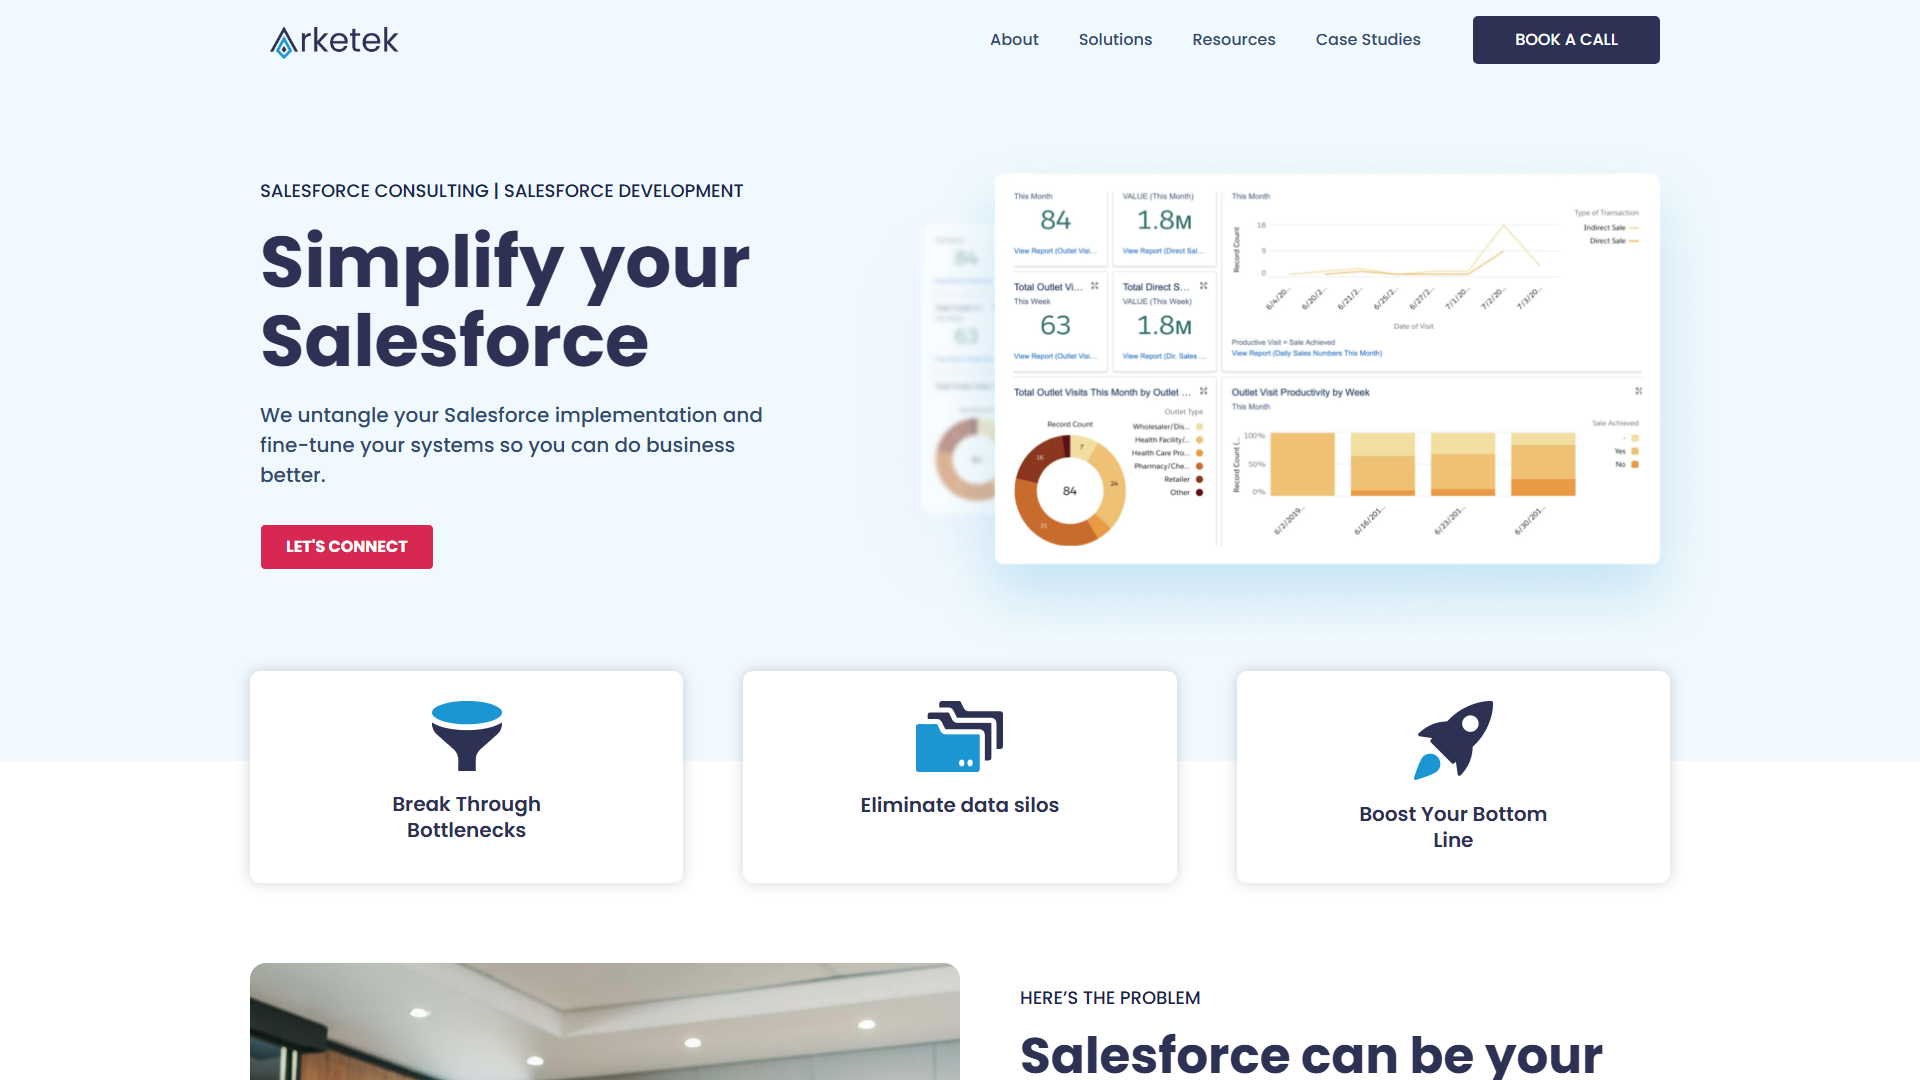 Arketek
About
Solutions
Resources
Case Studies
BOOK A CALL
SALESFORCE CONSULTING | SALESFORCE DEVELOPMENT
Simplify your
Salesforce
We untangle your Salesforce implementation and
fine-tune your systems so you can do business
better.
LET'S CONNECT
This Month
84
View Report (Outlet Visi...
VALUE (This Month)
1.8M
View Report (Direct Sal...
Total Outlet Vi...
This Week
63
View Report (Outlet Visi...
Total Direct S...
VALUE (This Week)
1.8M
View Report (Dir. Sales ...
This Month
Type of Transaction
Indirect Sale
Direct Sale
Record Count
18
9
0
6/4/20...
6/20/2...
6/21/2...
6/25/2...
6/27/2...
7/1/20...
7/2/20...
7/3/20...
Date of Visit
Productive Visit = Sale Achieved
View Report (Daily Sales Numbers This Month)
Total Outlet Visits This Month by Outlet ...
Record Count
7
24
31
16
84
Outlet Type
Wholesaler/Dis...
Health Facility/...
Health Care Pro...
Pharmacy/Che...
Retailer
Other
Outlet Visit Productivity by Week
This Month
Record Count (...
100%
50%
0%
6/2/2019...
6/16/201...
6/23/201...
6/30/201...
Sale Achieved
-
Yes
No
Break Through
Bottlenecks
Eliminate data silos
Boost Your Bottom
Line
HERE’S THE PROBLEM
Salesforce can be your